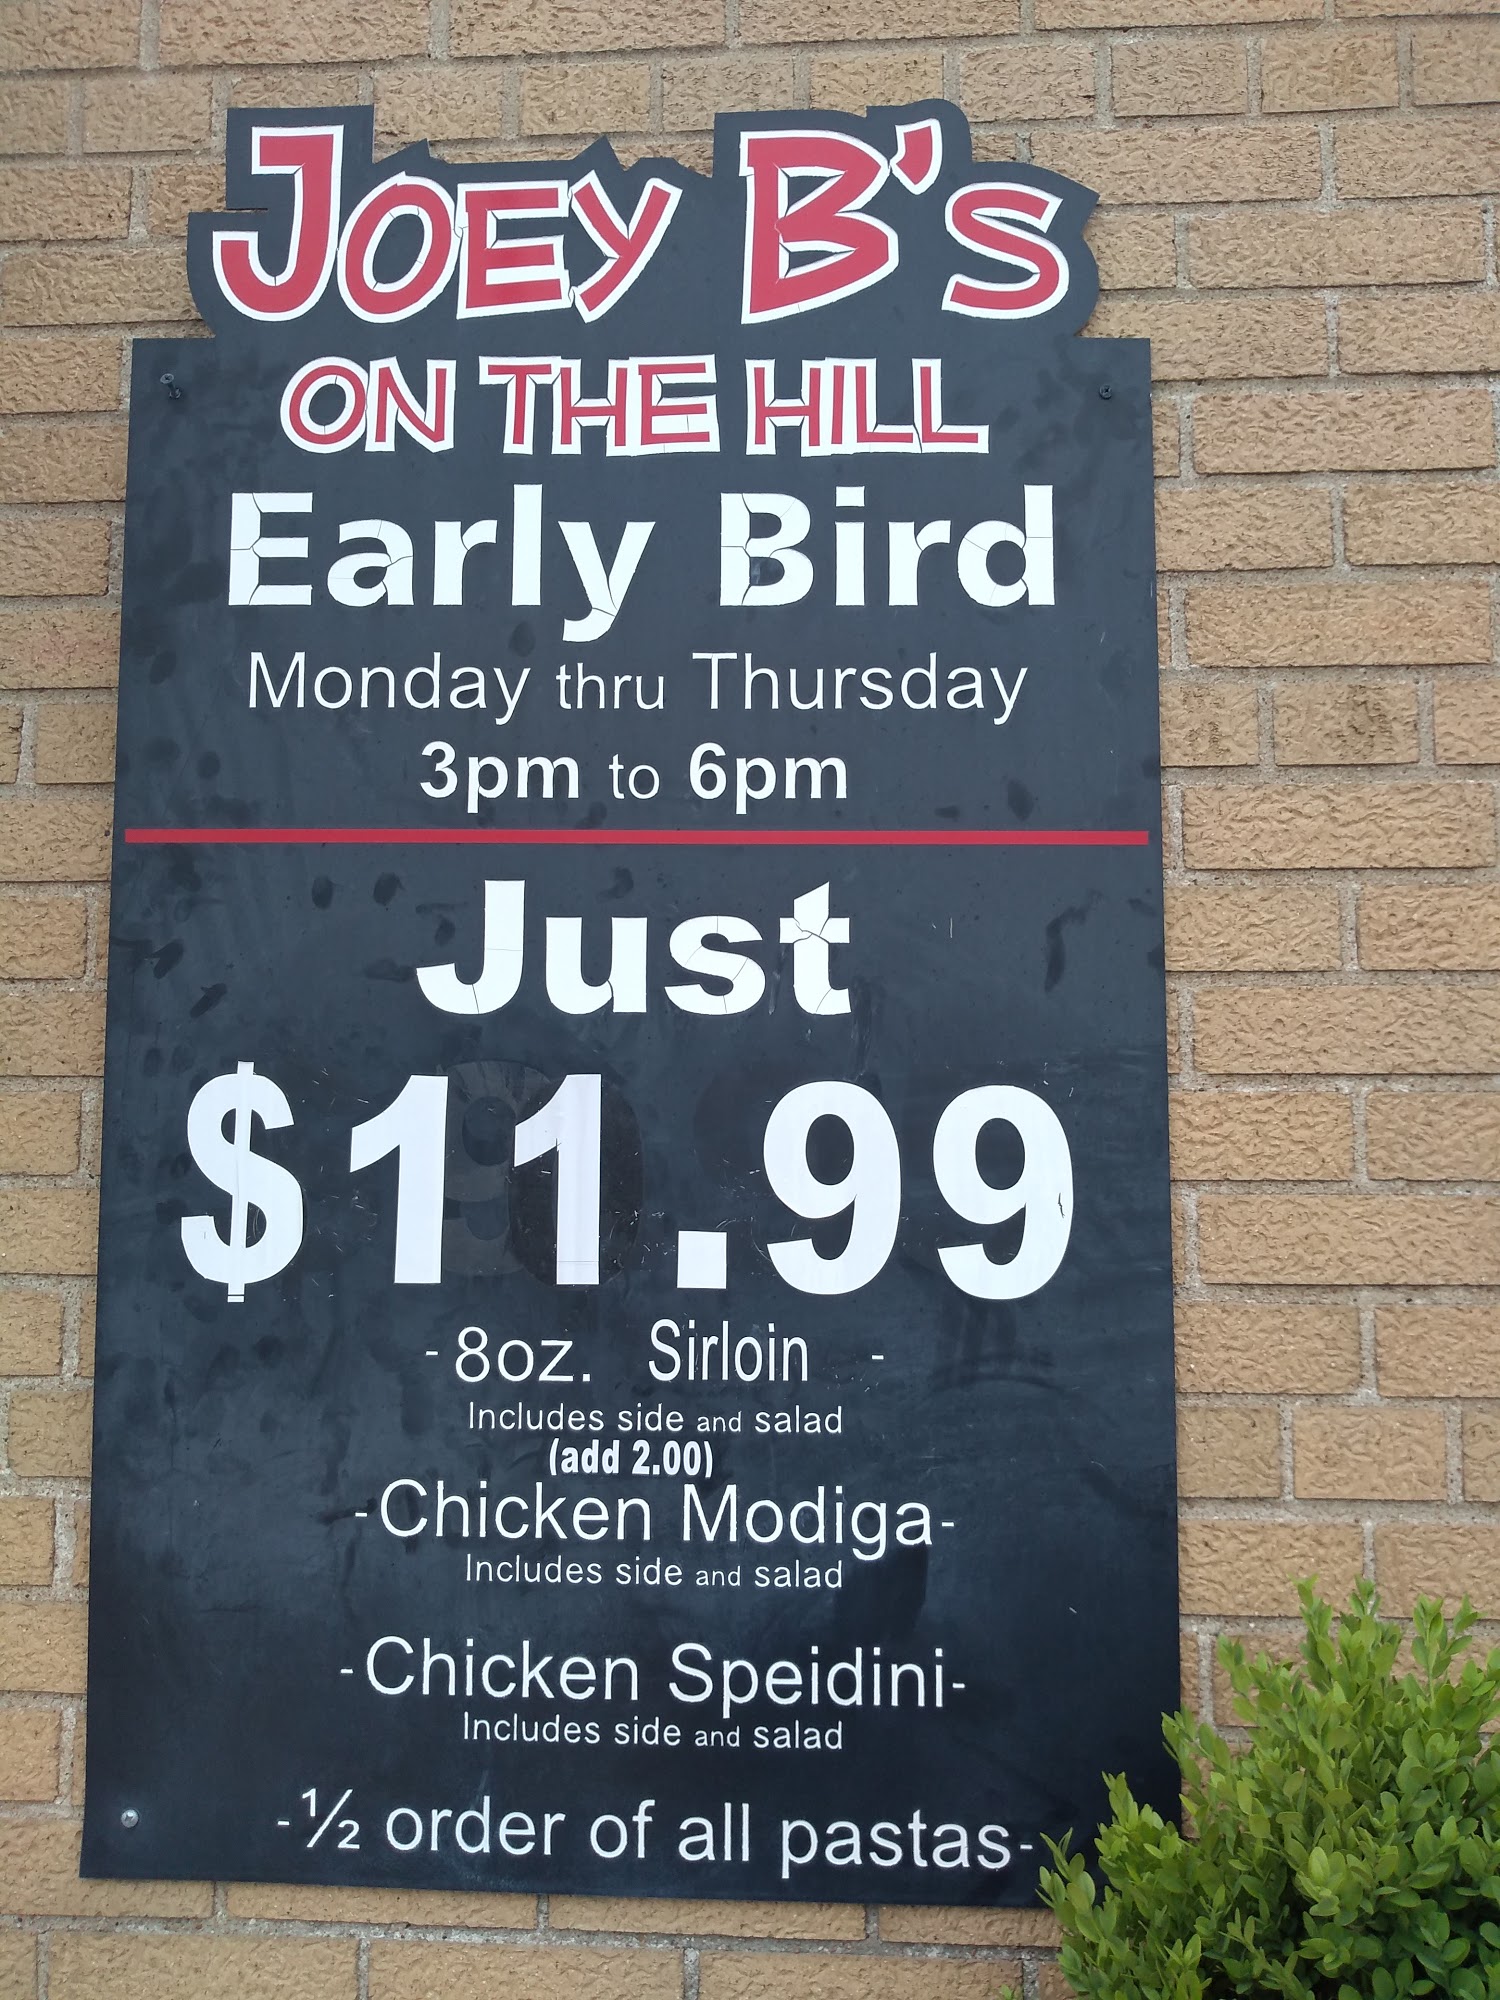 JOEY B'S
ON THE HILL
Early Bird
Monday thru Thursday
3pm to 6pm
Just
$11.99
- 8oz. Sirloin -
Includes side and salad
(add 2.00)
-Chicken Modiga-
Includes side and salad
-Chicken Speidini-
Includes side and salad
-½ order of all pastas-